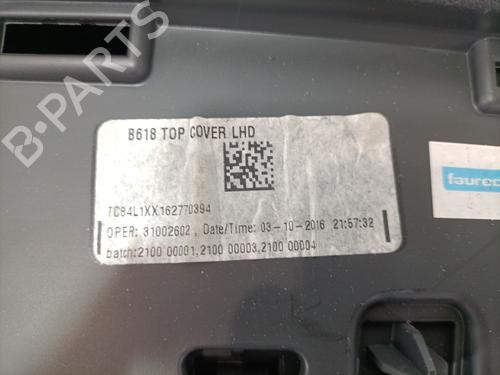 B618 TOP COVER LHD
TC84L1XX162770394
OPER: 31002602 , Date/Time: 03-10-2016 21:57:32
batch:2100 00001,2100 00003,2100 00004
faurec
B-PARTS